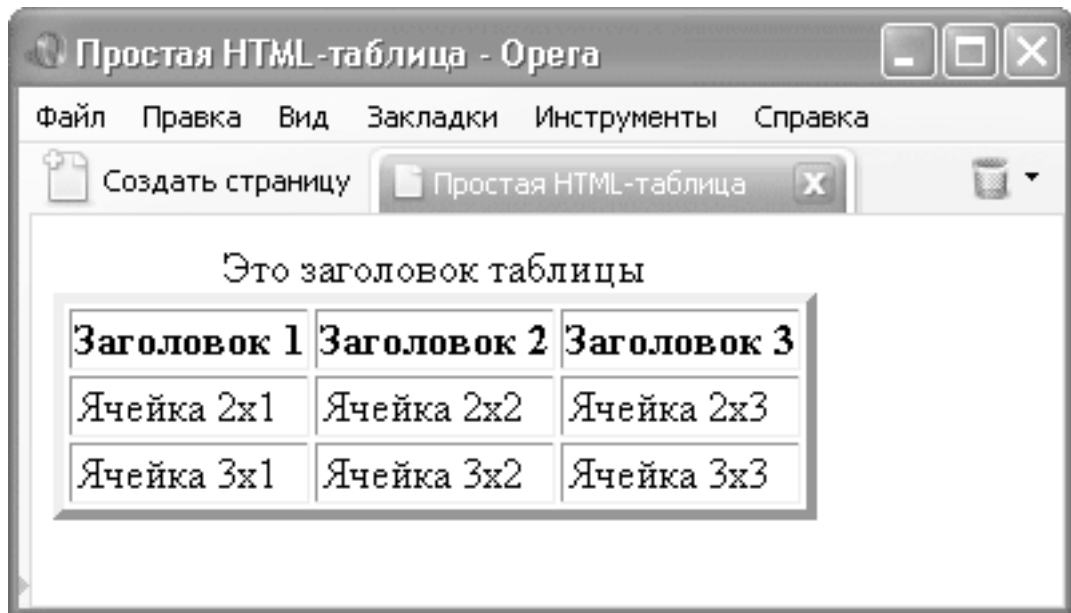 Простая HTML-таблица - Opera
Файл Правка Вид Закладки Инструменты Справка
Создать страницу Простая HTML-таблица
Это заголовок таблицы
Заголовок 1 Заголовок 2 Заголовок 3
Ячейка 2x1 Ячейка 2x2 Ячейка 2x3
Ячейка 3x1 Ячейка 3x2 Ячейка 3x3